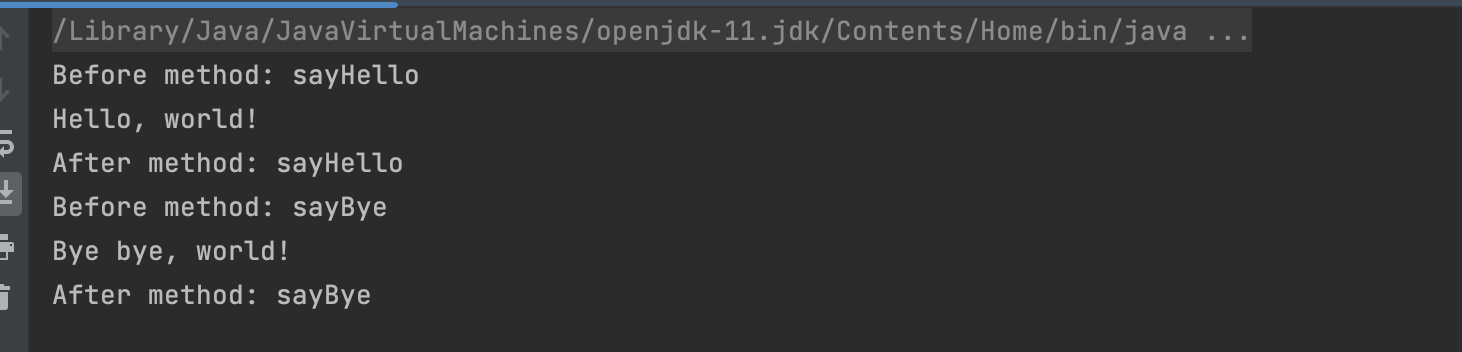 /Library/Java/JavaVirtualMachines/openjdk-11.jdk/Contents/Home/bin/java ...
Before method: sayHello
Hello, world!
After method: sayHello
Before method: sayBye
Bye bye, world!
After method: sayBye